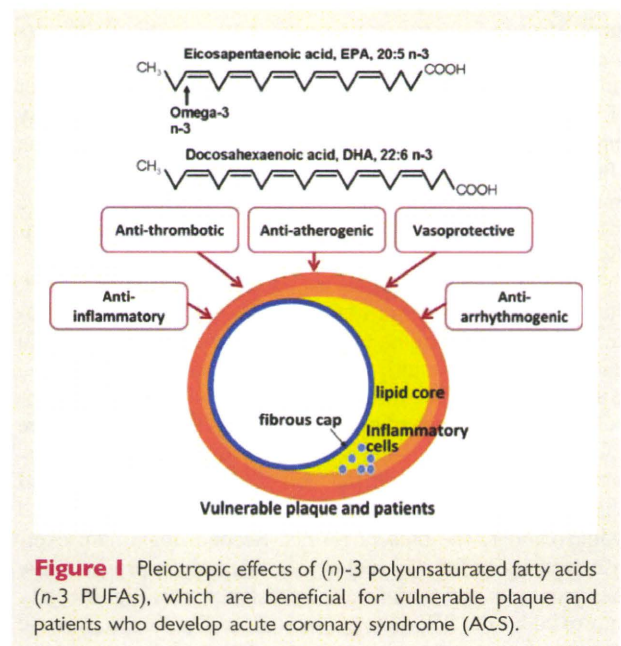 Eicosapentaenoic acid, EPA, 20:5 n-3
CH3
COOH
Omega-3
n-3
Docosahexaenoic acid, DHA, 22:6 n-3
CH3
COOH
Anti-thrombotic
Anti-atherogenic
Vasoprotective
Anti-
inflammatory
Anti-
arrhythmogenic
lipid core
fibrous cap
Inflammatory
cells
Vulnerable plaque and patients
Figure 1 Pleiotropic effects of (n)-3 polyunsaturated fatty acids
(n-3 PUFAs), which are beneficial for vulnerable plaque and
patients who develop acute coronary syndrome (ACS).